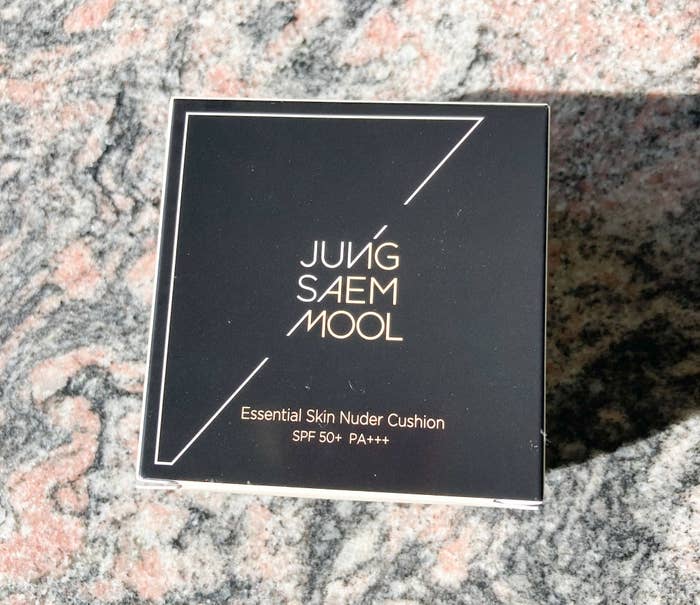 JUNG
SAEM
MOOL
Essential Skin Nuder Cushion
SPF 50+ PA+++